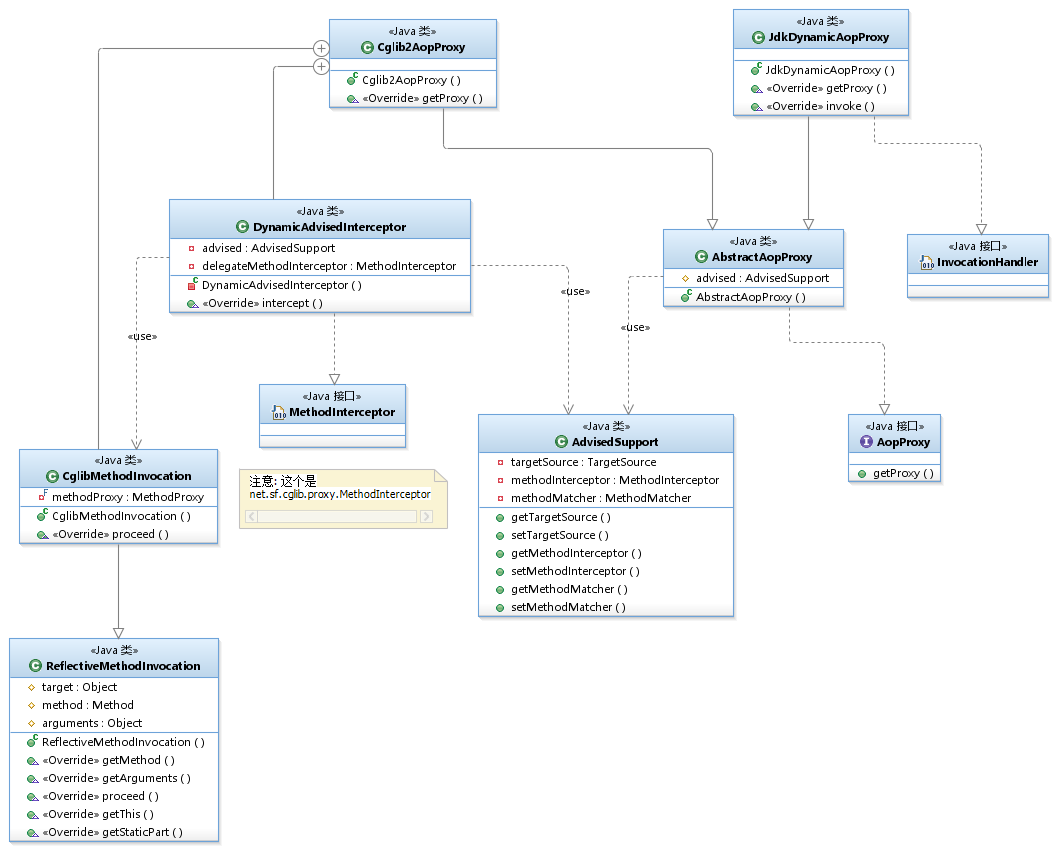 «Java 类»
Cglib2AopProxy
Cglib2AopProxy ( )
«Override» getProxy ( )
«Java 类»
JdkDynamicAopProxy
JdkDynamicAopProxy ( )
«Override» getProxy ( )
«Override» invoke ( )
«Java 类»
DynamicAdvisedInterceptor
advised : AdvisedSupport
delegateMethodInterceptor : MethodInterceptor
DynamicAdvisedInterceptor ( )
«Override» intercept ( )
«Java 类»
AbstractAopProxy
advised : AdvisedSupport
AbstractAopProxy ( )
«Java 接口»
InvocationHandler
«use»
«use»
«use»
«Java 接口»
MethodInterceptor
«Java 类»
AdvisedSupport
targetSource : TargetSource
methodInterceptor : MethodInterceptor
methodMatcher : MethodMatcher
getTargetSource ( )
setTargetSource ( )
getMethodInterceptor ( )
setMethodInterceptor ( )
getMethodMatcher ( )
setMethodMatcher ( )
«Java 接口»
AopProxy
getProxy ( )
«Java 类»
CglibMethodInvocation
methodProxy : MethodProxy
CglibMethodInvocation ( )
«Override» proceed ( )
注意: 这个是
net.sf.cglib.proxy.MethodInterceptor
«Java 类»
ReflectiveMethodInvocation
target : Object
method : Method
arguments : Object
ReflectiveMethodInvocation ( )
«Override» getMethod ( )
«Override» getArguments ( )
«Override» proceed ( )
«Override» getThis ( )
«Override» getStaticPart ( )